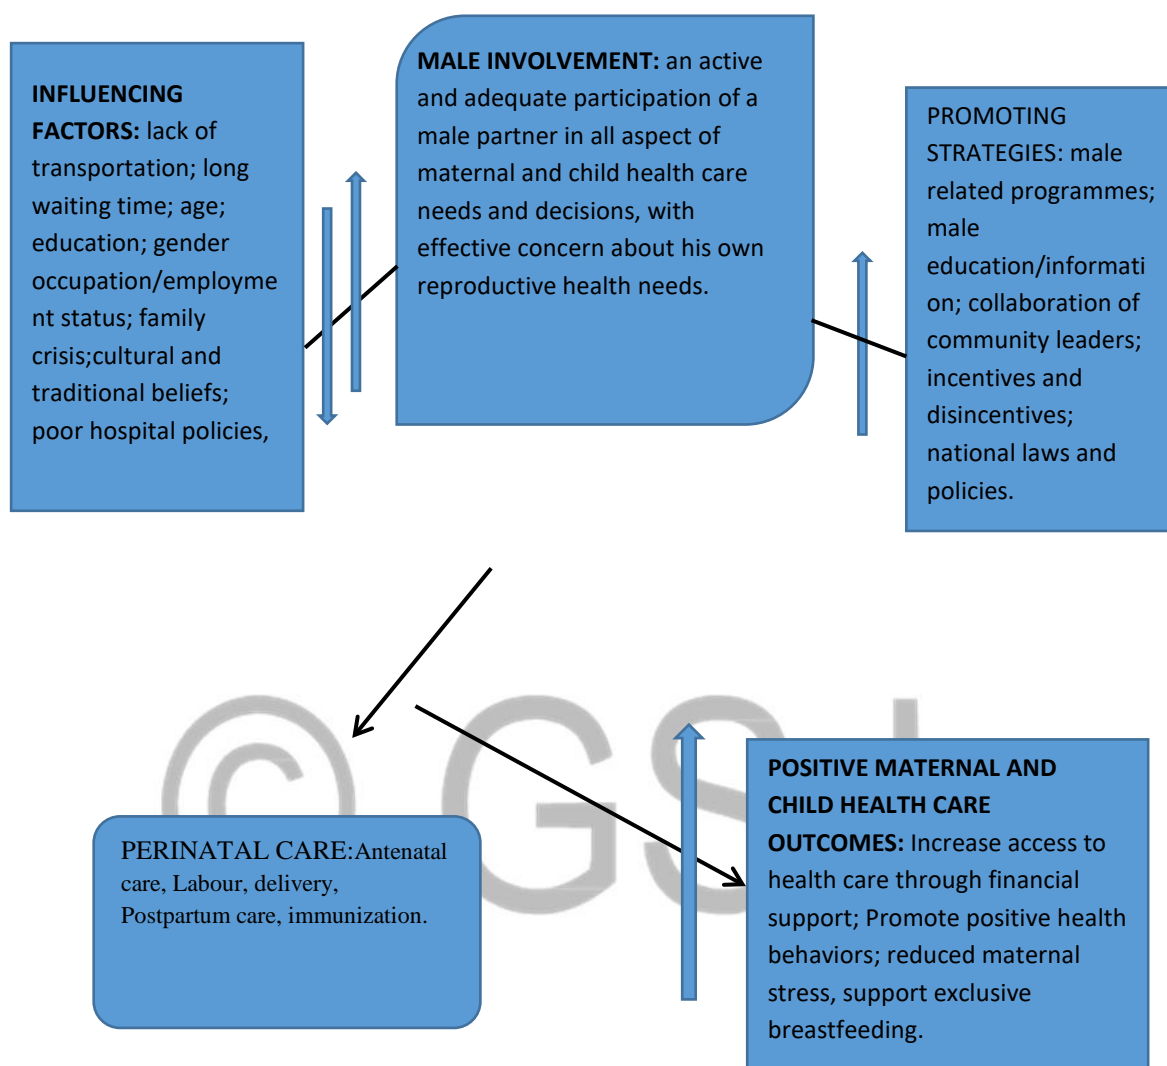 INFLUENCING
FACTORS: lack of
transportation; long
waiting time; age;
education; gender
occupation/employme
nt status; family
crisis;cultural and
traditional beliefs;
poor hospital policies,
MALE INVOLVEMENT: an active
and adequate participation of a
male partner in all aspect of
maternal and child health care
needs and decisions, with
effective concern about his own
reproductive health needs.
PROMOTING
STRATEGIES: male
related programmes;
male
education/informati
on; collaboration of
community leaders;
incentives and
disincentives;
national laws and
policies.
© GSJ
PERINATAL CARE:Antenatal
care, Labour, delivery,
Postpartum care, immunization.
POSITIVE MATERNAL AND
CHILD HEALTH CARE
OUTCOMES: Increase access to
health care through financial
support; Promote positive health
behaviors; reduced maternal
stress, support exclusive
breastfeeding.